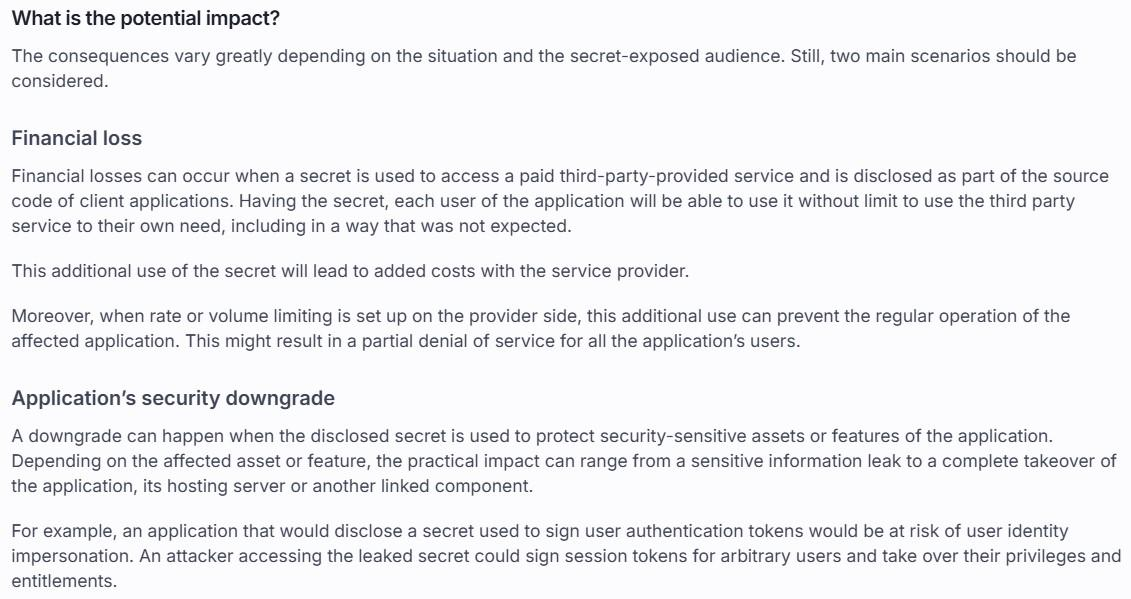 What is the potential impact?
The consequences vary greatly depending on the situation and the secret-exposed audience. Still, two main scenarios should be
considered.
Financial loss
Financial losses can occur when a secret is used to access a paid third-party-provided service and is disclosed as part of the source
code of client applications. Having the secret, each user of the application will be able to use it without limit to use the third party
service to their own need, including in a way that was not expected.
This additional use of the secret will lead to added costs with the service provider.
Moreover, when rate or volume limiting is set up on the provider side, this additional use can prevent the regular operation of the
affected application. This might result in a partial denial of service for all the application’s users.
Application’s security downgrade
A downgrade can happen when the disclosed secret is used to protect security-sensitive assets or features of the application.
Depending on the affected asset or feature, the practical impact can range from a sensitive information leak to a complete takeover of
the application, its hosting server or another linked component.
For example, an application that would disclose a secret used to sign user authentication tokens would be at risk of user identity
impersonation. An attacker accessing the leaked secret could sign session tokens for arbitrary users and take over their privileges and
entitlements.